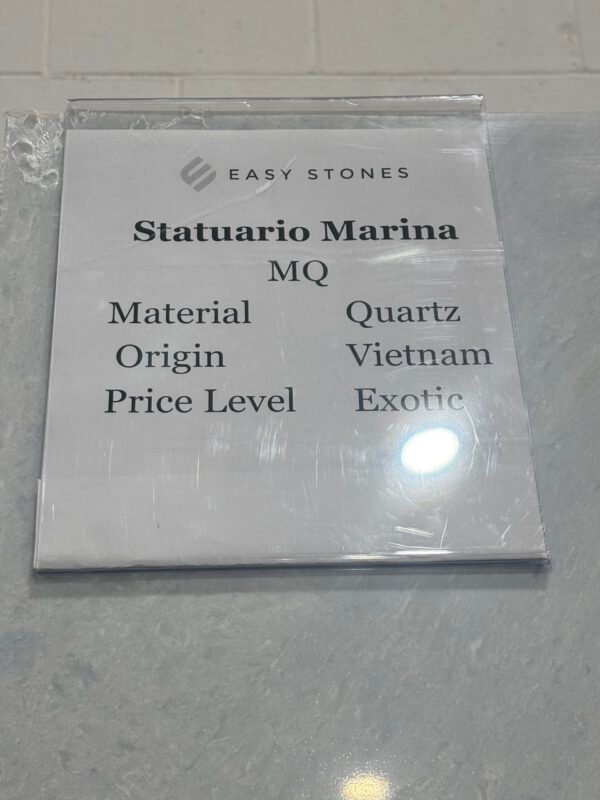 EASY STONES
Statuario Marina
MQ
Material Quartz
Origin Vietnam
Price Level Exotic